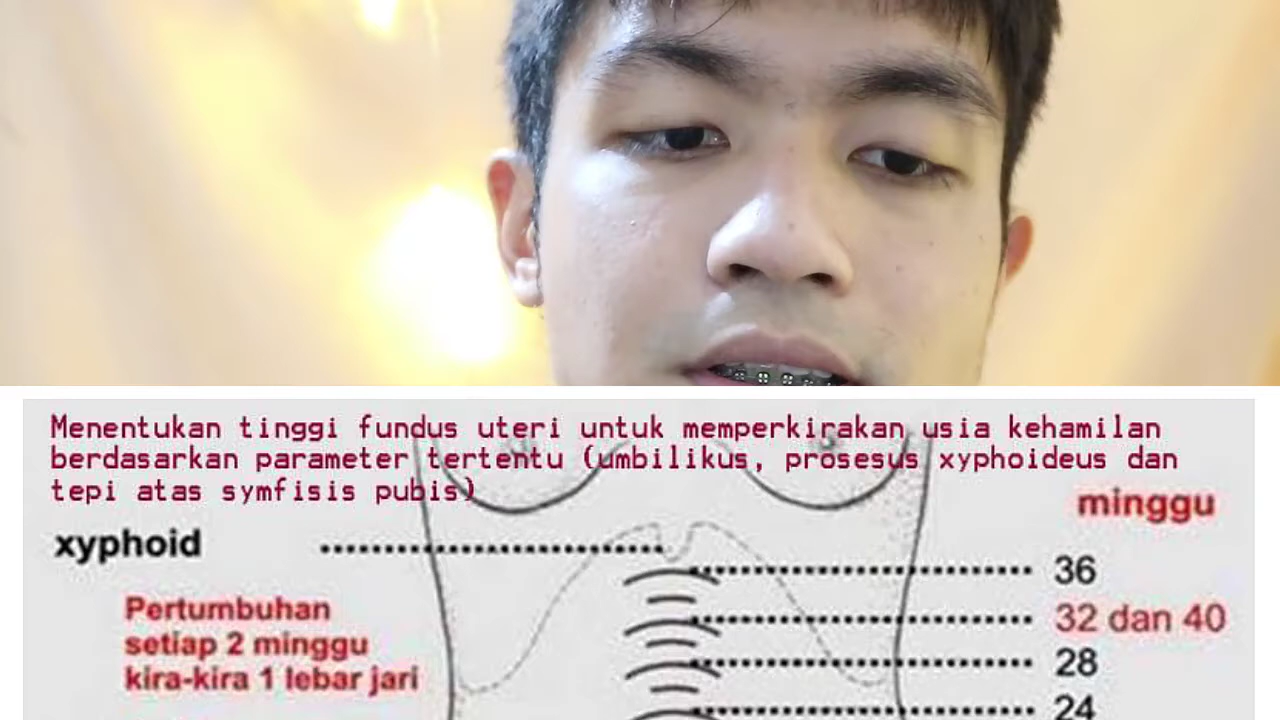 Menentukan tinggi fundus uteri untuk memperkirakan usia kehamilan
berdasarkan parameter tertentu (umbilikus, prosesus xyphoideus dan
tepi atas symfisis pubis)
minggu
xyphoid
36
Pertumbuhan
32 dan 40
setiap 2 minggu
28
kira-kira 1 lebar jari
24